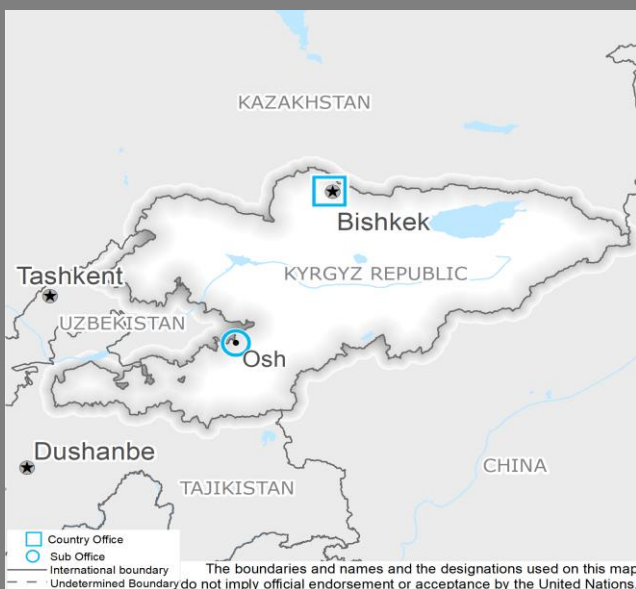 KAZAKHSTAN
Bishkek
KYRGYZ REPUBLIC
Tashkent
UZBEKISTAN
Osh
Dushanbe
CHINA
TAJIKISTAN
Country Office
Sub Office
International boundary
Undetermined Boundary
The boundaries and names and the designations used on this map
do not imply official endorsement or acceptance by the United Nations.